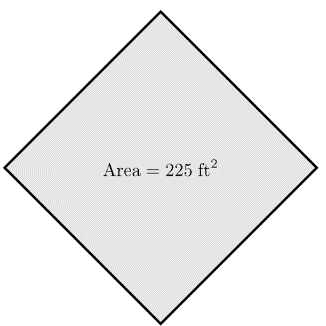 Area = 225 ft²